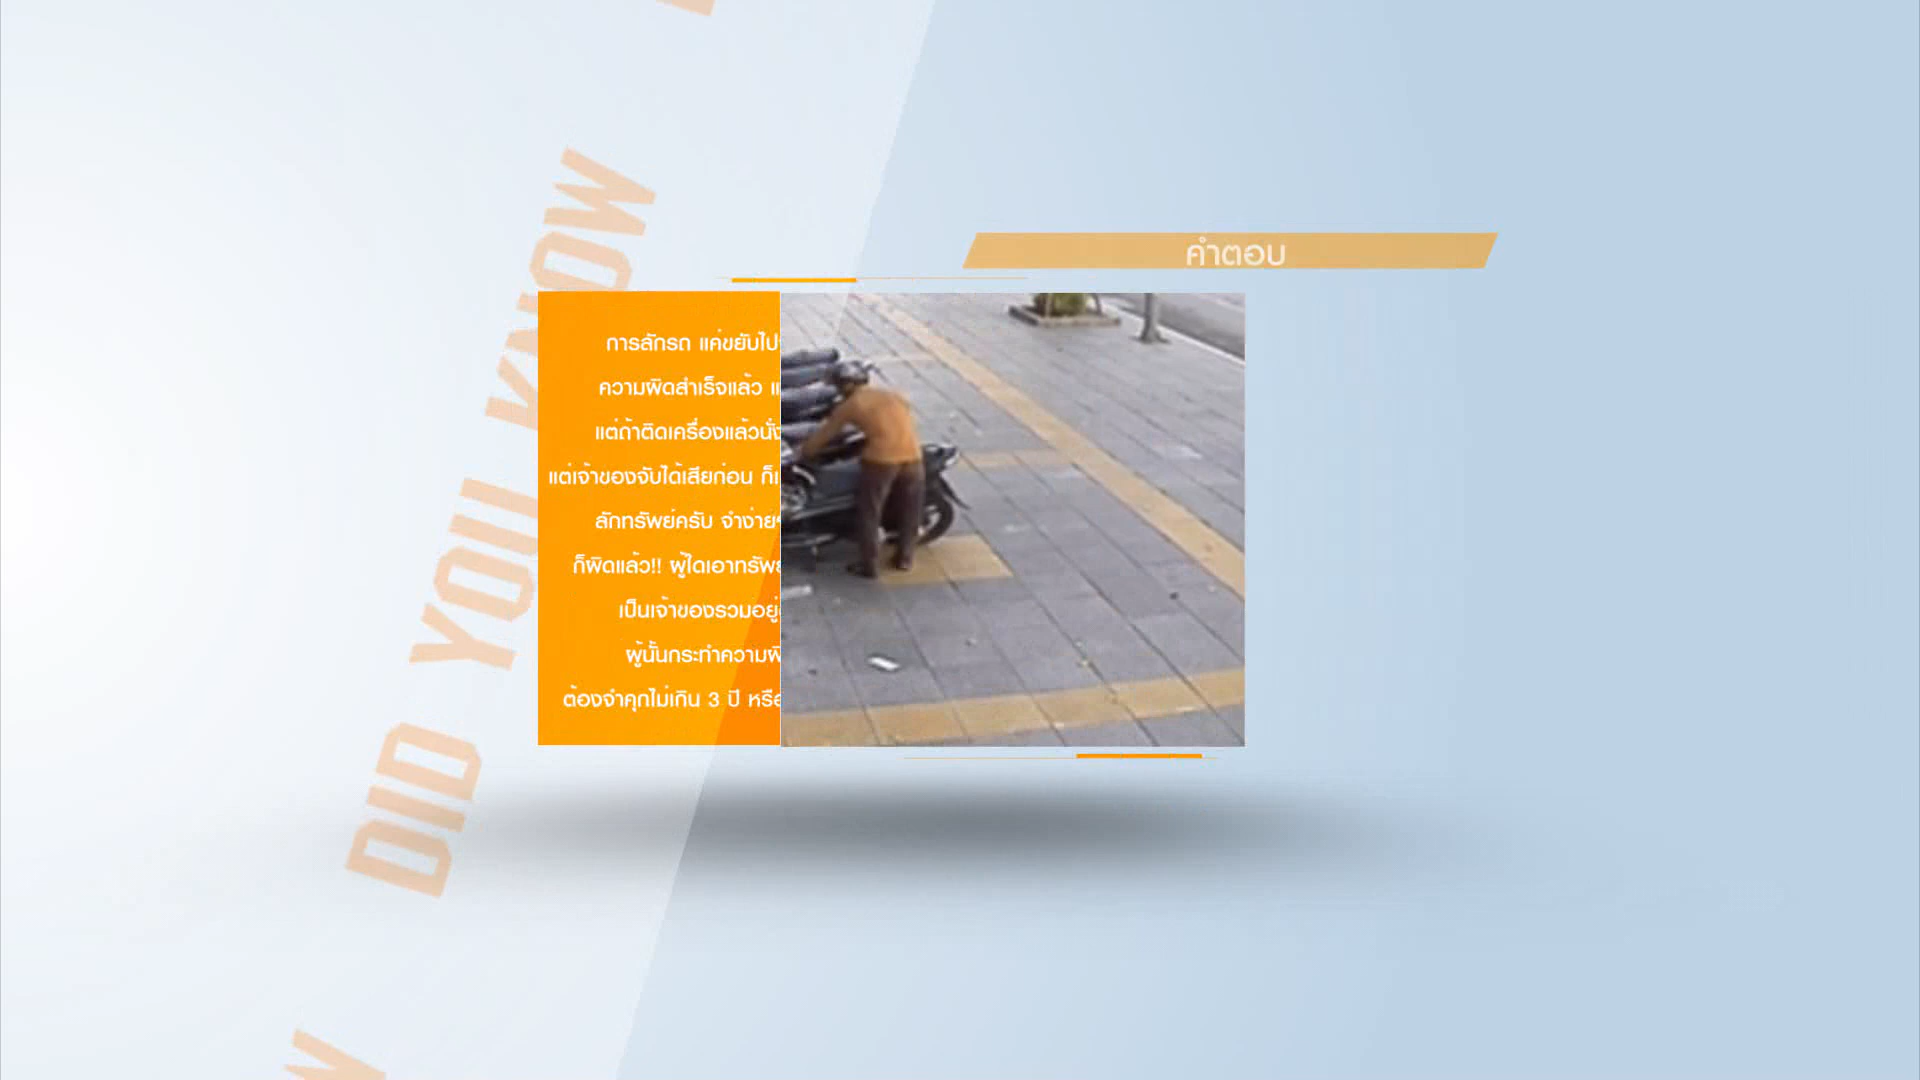 DID YOU KNOW
คำตอบ
การลักรถ แค่ขยับไป
ความผิดสำเร็จแล้ว
แต่ถ้าติดเครื่องแล้วนั่ง
แต่เจ้าของจับได้เสียก่อน ก็
ลักทรัพย์ครับ จำง่าย
ก็ผิดแล้ว!! ผู้ใดเอาทรัพย
เป็นเจ้าของรวมอยู่
ผู้นั้นกระทำความผิ
ต้องจำคุกไม่เกิน 3 ปี หรือ